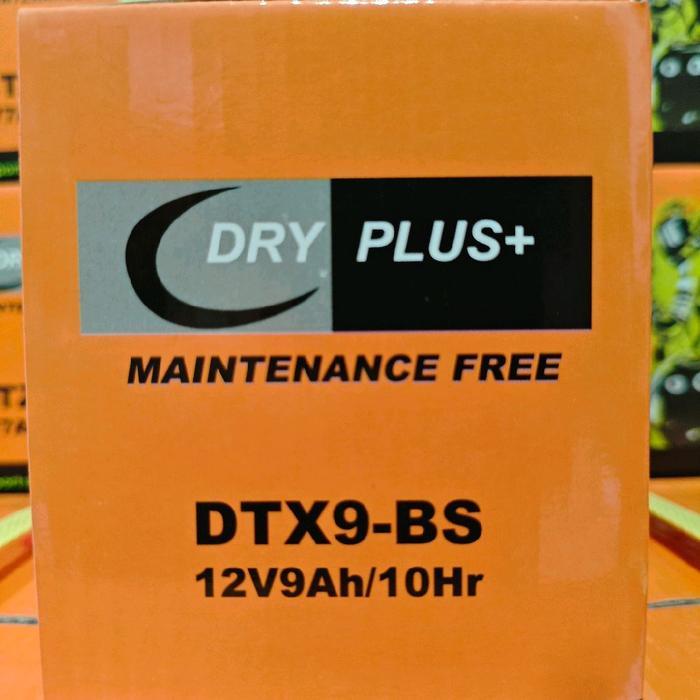 DRY PLUS+
MAINTENANCE FREE
DTX9-BS
12V9Ah/10Hr